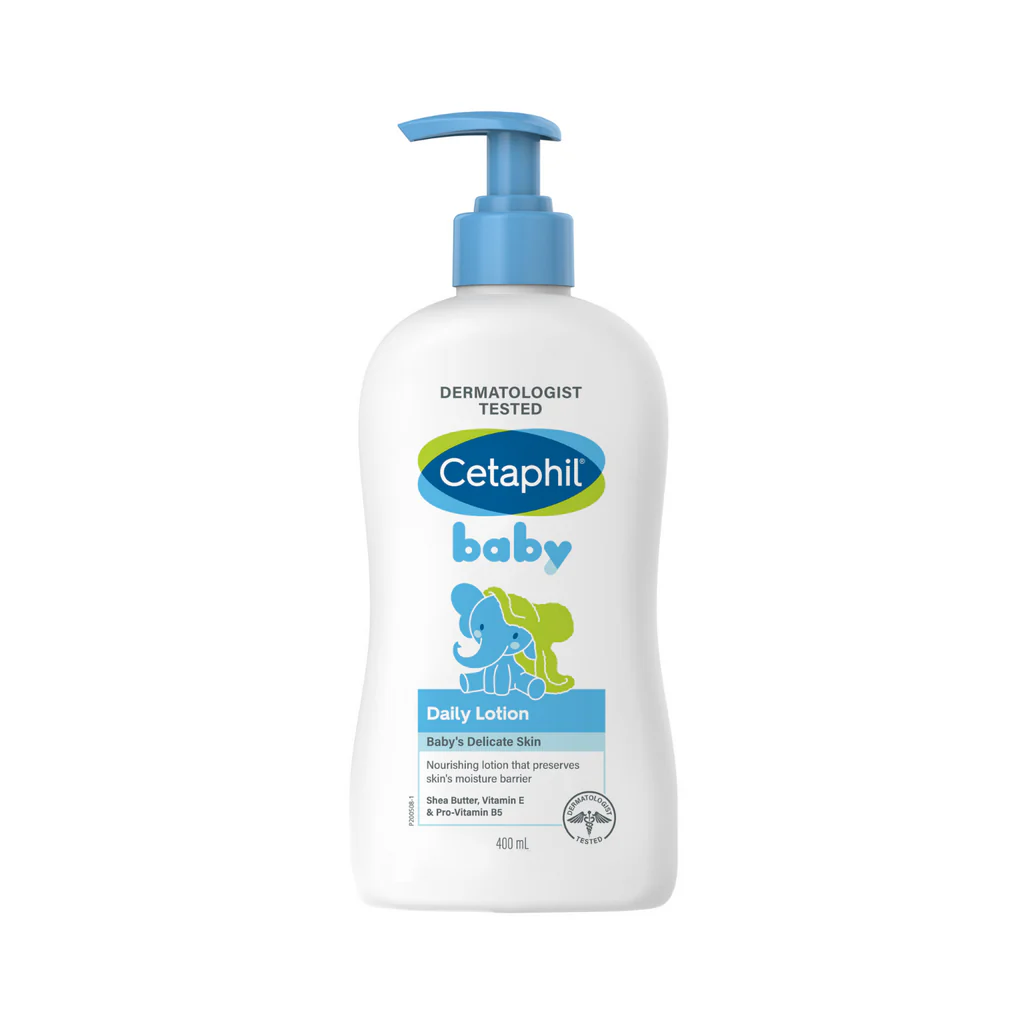 DERMATOLOGIST
TESTED
Cetaphil®
baby
Daily Lotion
Baby's Delicate Skin
Nourishing lotion that preserves
skin's moisture barrier
Shea Butter, Vitamin E
& Pro-Vitamin B5
P200508-1
DERMATOLOGIST
TESTED
400 mL